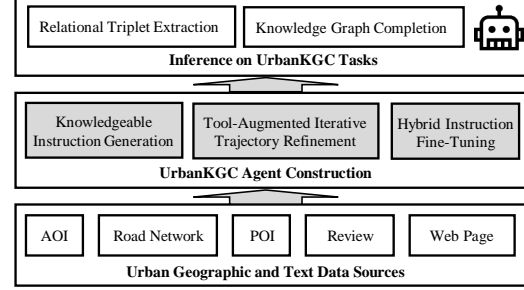 Relational Triplet Extraction
Knowledge Graph Completion
Inference on UrbanKGC Tasks
Knowledgeable
Instruction Generation
Tool-Augmented Iterative
Trajectory Refinement
Hybrid Instruction
Fine-Tuning
UrbanKGC Agent Construction
AOI
Road Network
POI
Review
Web Page
Urban Geographic and Text Data Sources